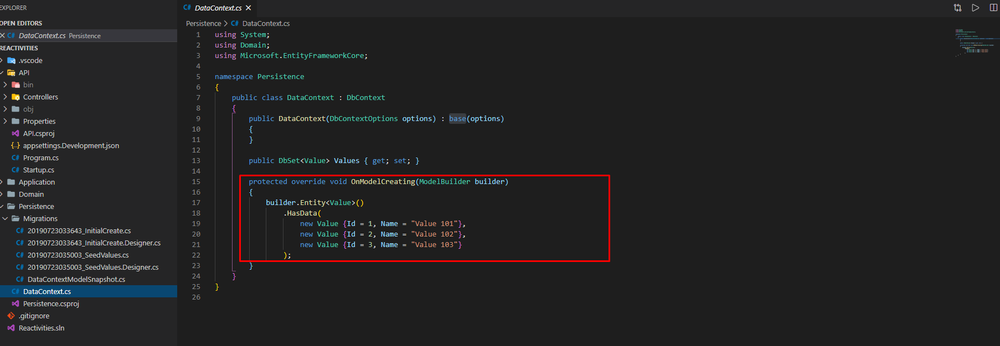 EXPLORER
OPEN EDITORS
DataContext.cs Persistence
REACTIVITIES
.vscode
API
bin
Controllers
obj
Properties
API.csproj
appsettings.Development.json
Program.cs
Startup.cs
Application
Domain
Persistence
Migrations
20190723033643_InitialCreate.cs
20190723033643_InitialCreate.Designer.cs
20190723035003_SeedValues.cs
20190723035003_SeedValues.Designer.cs
DataContextModelSnapshot.cs
DataContext.cs
Persistence.csproj
.gitignore
Reactivities.sln
DataContext.cs
Persistence > DataContext.cs
1 using System;
2 using Domain;
3 using Microsoft.EntityFrameworkCore;
4
5 namespace Persistence
6 {
7 public class DataContext : DbContext
8 {
9 public DataContext(DbContextOptions options) : base(options)
10 {
11 }
12
13 public DbSet<Value> Values { get; set; }
14
15 protected override void OnModelCreating(ModelBuilder builder)
16 {
17 builder.Entity<Value>()
18 .HasData(
19 new Value {Id = 1, Name = "Value 101"},
20 new Value {Id = 2, Name = "Value 102"},
21 new Value {Id = 3, Name = "Value 103"}
22 );
23 }
24 }
25 }
26